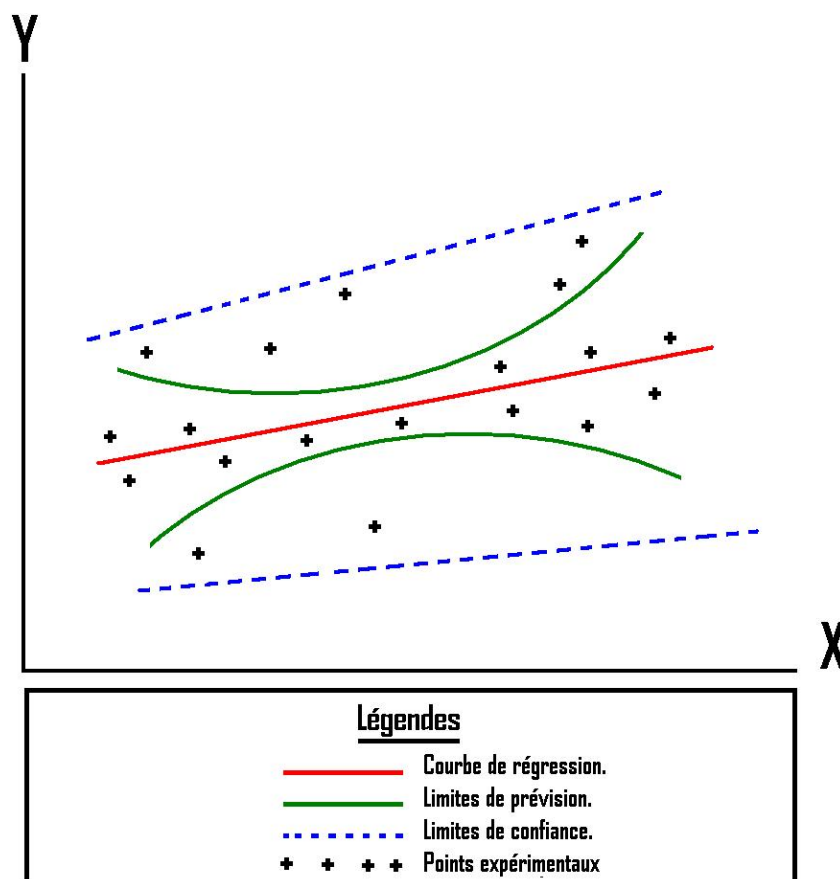 Y
X
Légendes
Courbe de régression.
Limites de prévision.
Limites de confiance.
Points expérimentaux